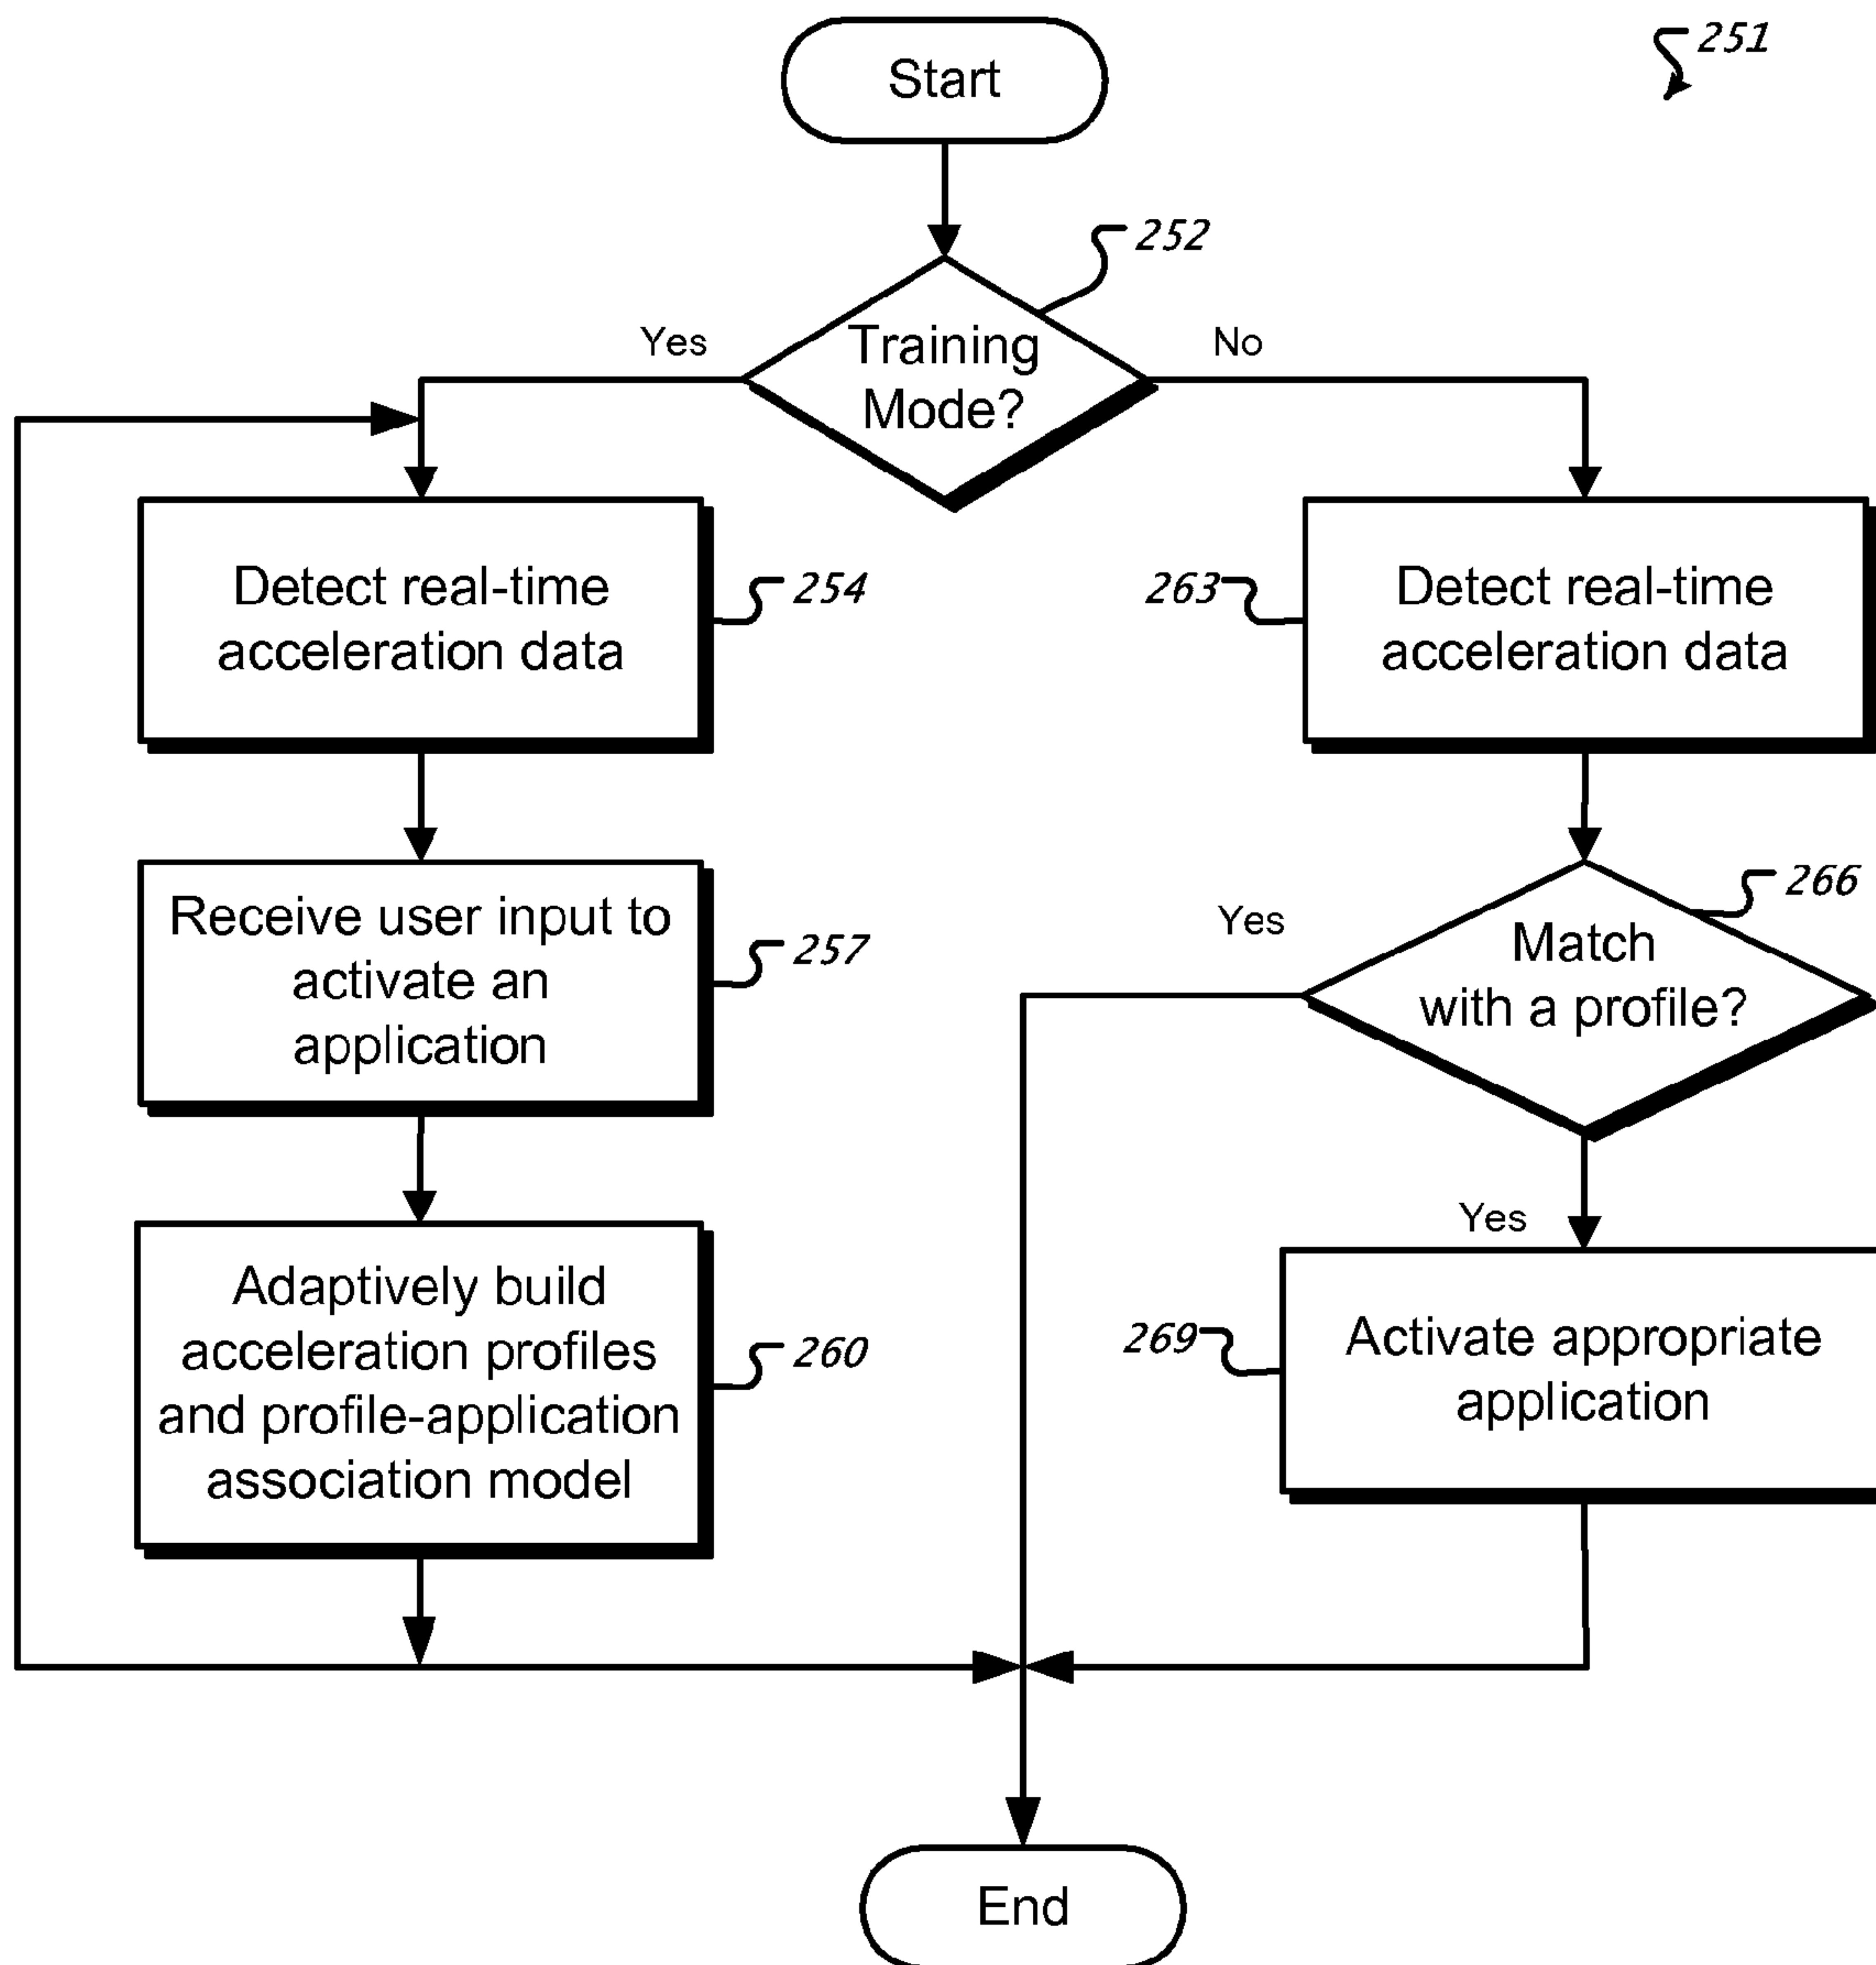 251
Start
252
Yes
Training
Mode?
No
Detect real-time
acceleration data
254
263
Detect real-time
acceleration data
Receive user input to
activate an
application
257
Yes
Match
with a profile?
266
Yes
Adaptively build
acceleration profiles
and profile-application
association model
260
269
Activate appropriate
application
End